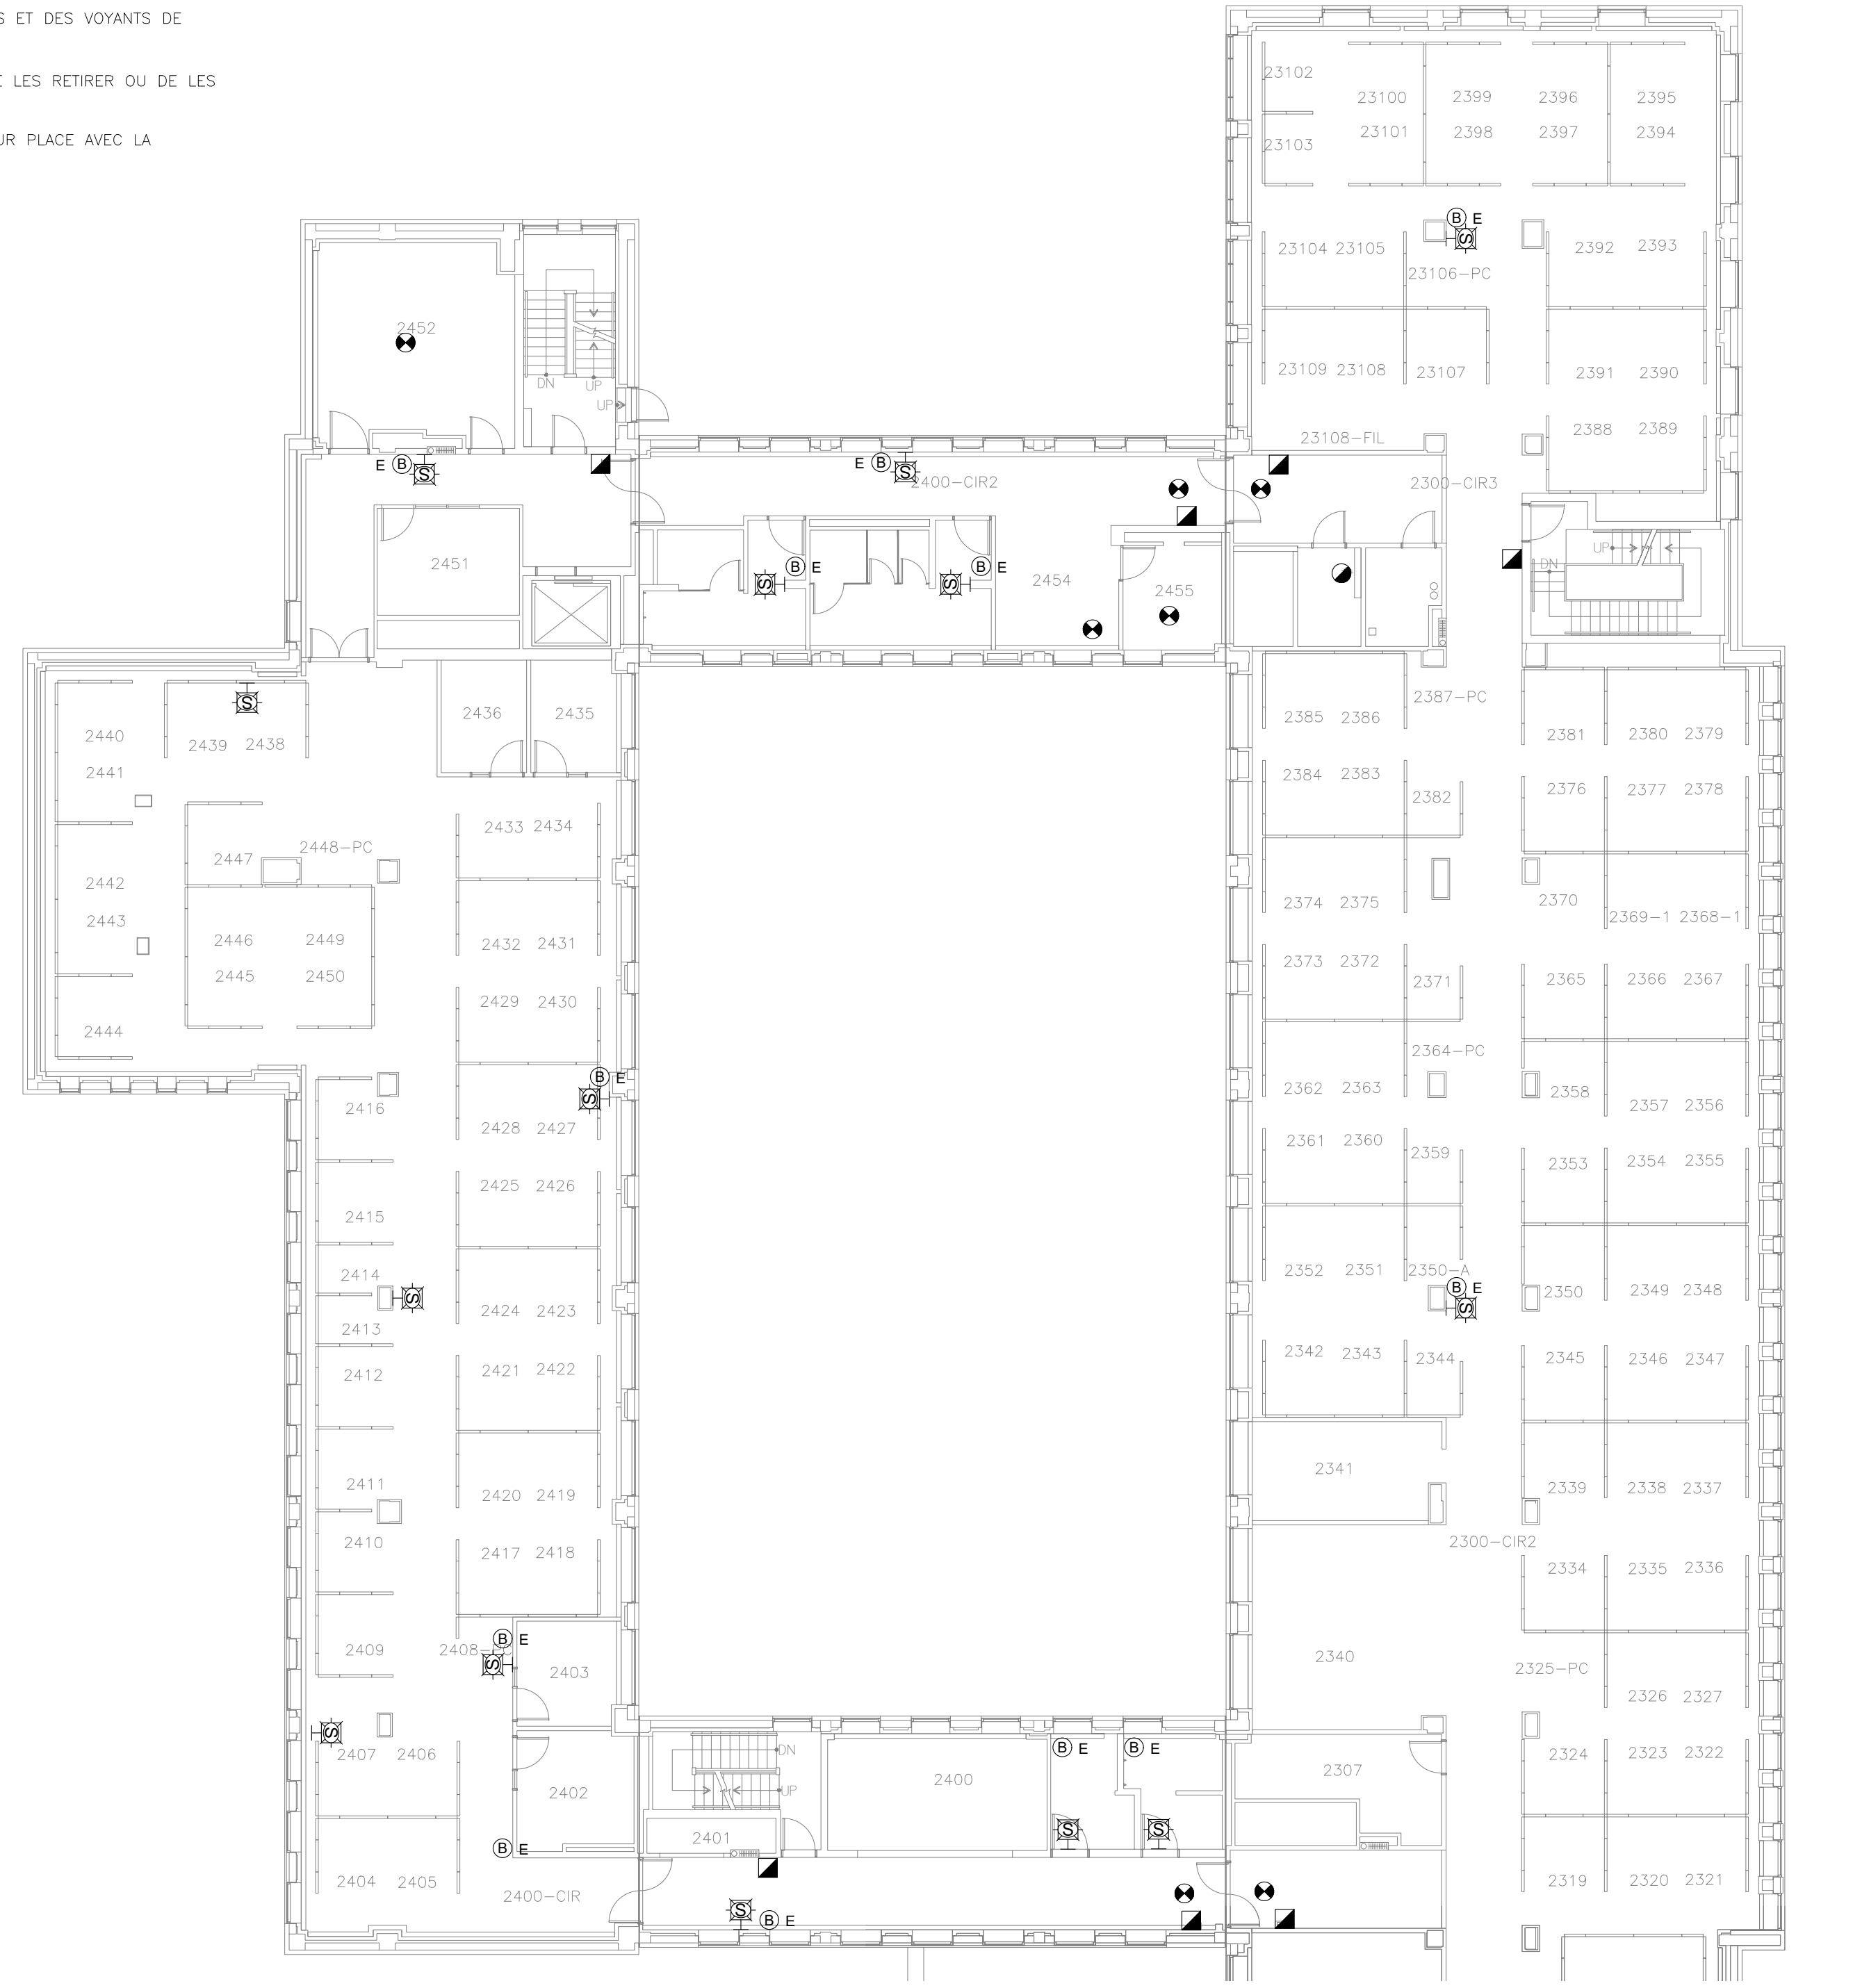 S ET DES VOYANTS DE
E LES RETIRER OU DE LES
UR PLACE AVEC LA
23102
23100 2399 2396 2395
23101 2398 2397 2394
23103
B E
S
23104 23105 2392 2393
23106-PC
2452
DN UP
UP
23109 23108 23107 2391 2390
2388 2389
23108-FIL
E B
S
E B
S
2400-CIR2
2300-CIR3
2451
B E
S
B E
S
2454
2455
UP
DN
2436 2435
S
2440 2439 2438
2441
2387-PC
2385 2386
2381 2380 2379
2384 2383 2382
2376 2377 2378
2433 2434
2447 2448-PC
2442
2443
2374 2375
2370 2369-1 2368-1
2446 2449
2445 2450
2432 2431
2429 2430
2444
2373 2372 2371
2365 2366 2367
2364-PC
2362 2363
2358 2357 2356
B E
S
2416
2428 2427
2361 2360 2359
2353 2354 2355
2425 2426
2415
2414
S
2413
2352 2351 2350-A
B E
S
2350 2349 2348
2424 2423
2421 2422
2412
2342 2343 2344
2345 2346 2347
2411
2420 2419
2341
2339 2338 2337
2410
2417 2418
2300-CIR2
2334 2335 2336
2409
2408-PC
B E
S
2403
2340
2325-PC
2326 2327
S
2407 2406
2402
DN
UP
2400
B E
B E
2307
2324 2323 2322
2401
S
S
B E
2404 2405
2400-CIR
S
B E
2319 2320 2321